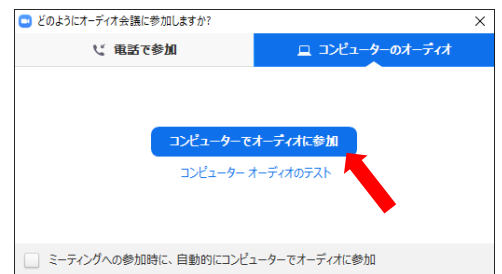 どのようにオーディオ会議に参加しますか?
電話で参加
コンピューターのオーディオ
コンピューターでオーディオに参加
コンピューター オーディオのテスト
ミーティングへの参加時に、自動的にコンピューターでオーディオに参加